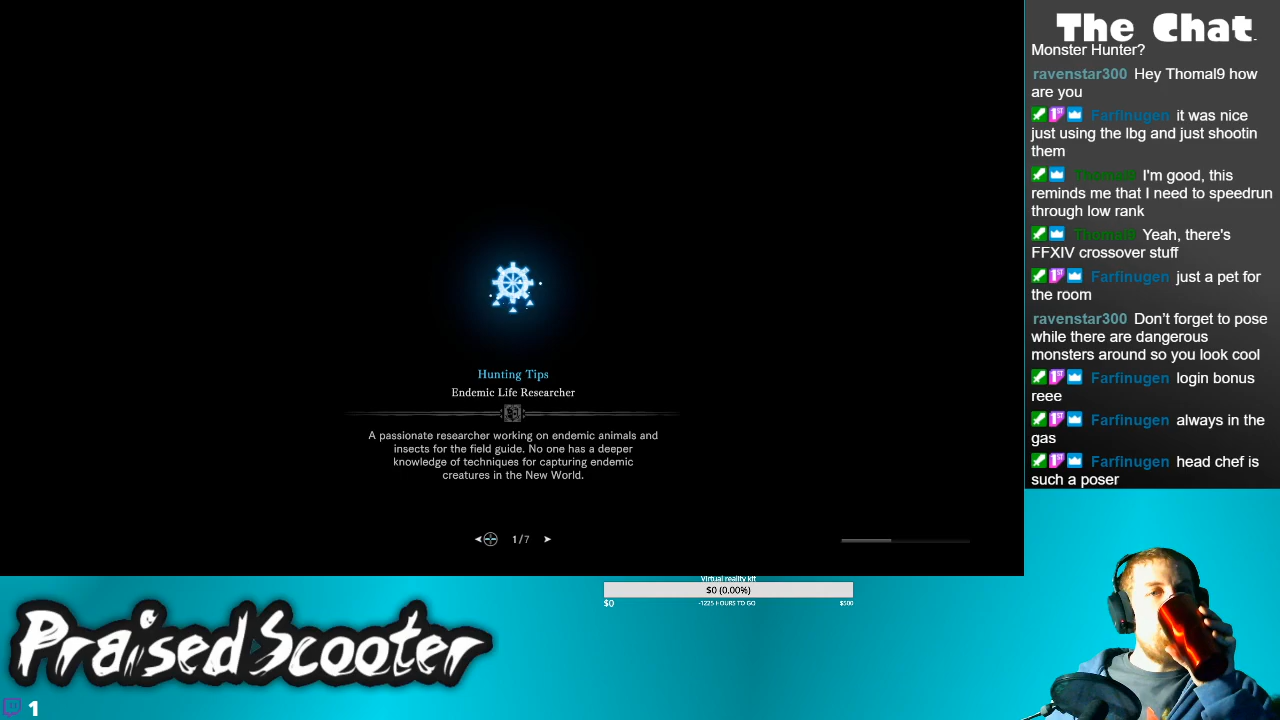 The Chat
Monster Hunter?
ravenstar300 Hey Thomal9 how
are you
Farfinugen it was nice
just using the lbg and just shootin
them
Thomal9 I'm good, this
reminds me that I need to speedrun
through low rank
Thomal9 Yeah, there's
FFXIV crossover stuff
Farfinugen just a pet for
the room
ravenstar300 Don't forget to pose
while there are dangerous
monsters around so you look cool
Farfinugen login bonus
reee
Farfinugen always in the
gas
Farfinugen head chef is
such a poser
Hunting Tips
Endemic Life Researcher
A passionate researcher working on endemic animals and
insects for the field guide. No one has a deeper
knowledge of techniques for capturing endemic
creatures in the New World.
1/7
Virtual reality kit
$0 (0.00%)
$0 -1225 HOURS TO GO $500
PraisedScooter
1